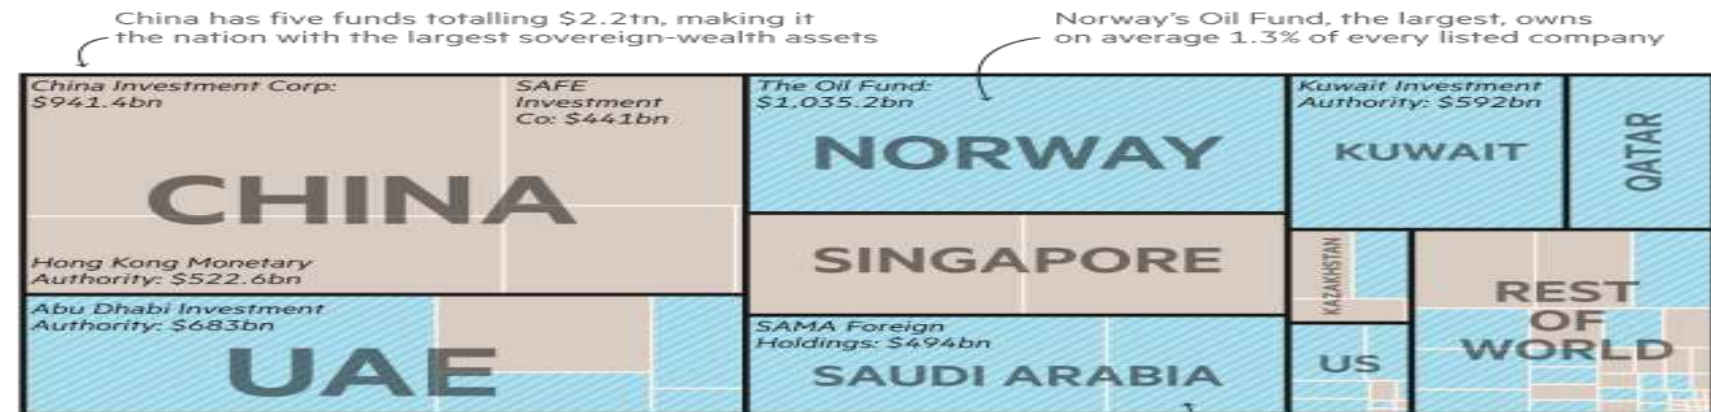 China has five funds totalling $2.2tn, making it
the nation with the largest sovereign-wealth assets
Norway's Oil Fund, the largest, owns
on average 1.3% of every listed company
China Investment Corp:
$941.4bn
SAFE
Investment
Co: $441bn
CHINA
Hong Kong Monetary
Authority: $522.6bn
Abu Dhabi Investment
Authority: $683bn
UAE
The Oil Fund:
$1,035.2bn
NORWAY
SINGAPORE
SAMA Foreign
Holdings: $494bn
SAUDI ARABIA
Kuwait Investment
Authority: $592bn
KUWAIT
QATAR
KAZAKHSTAN
US
REST
OF
WORLD